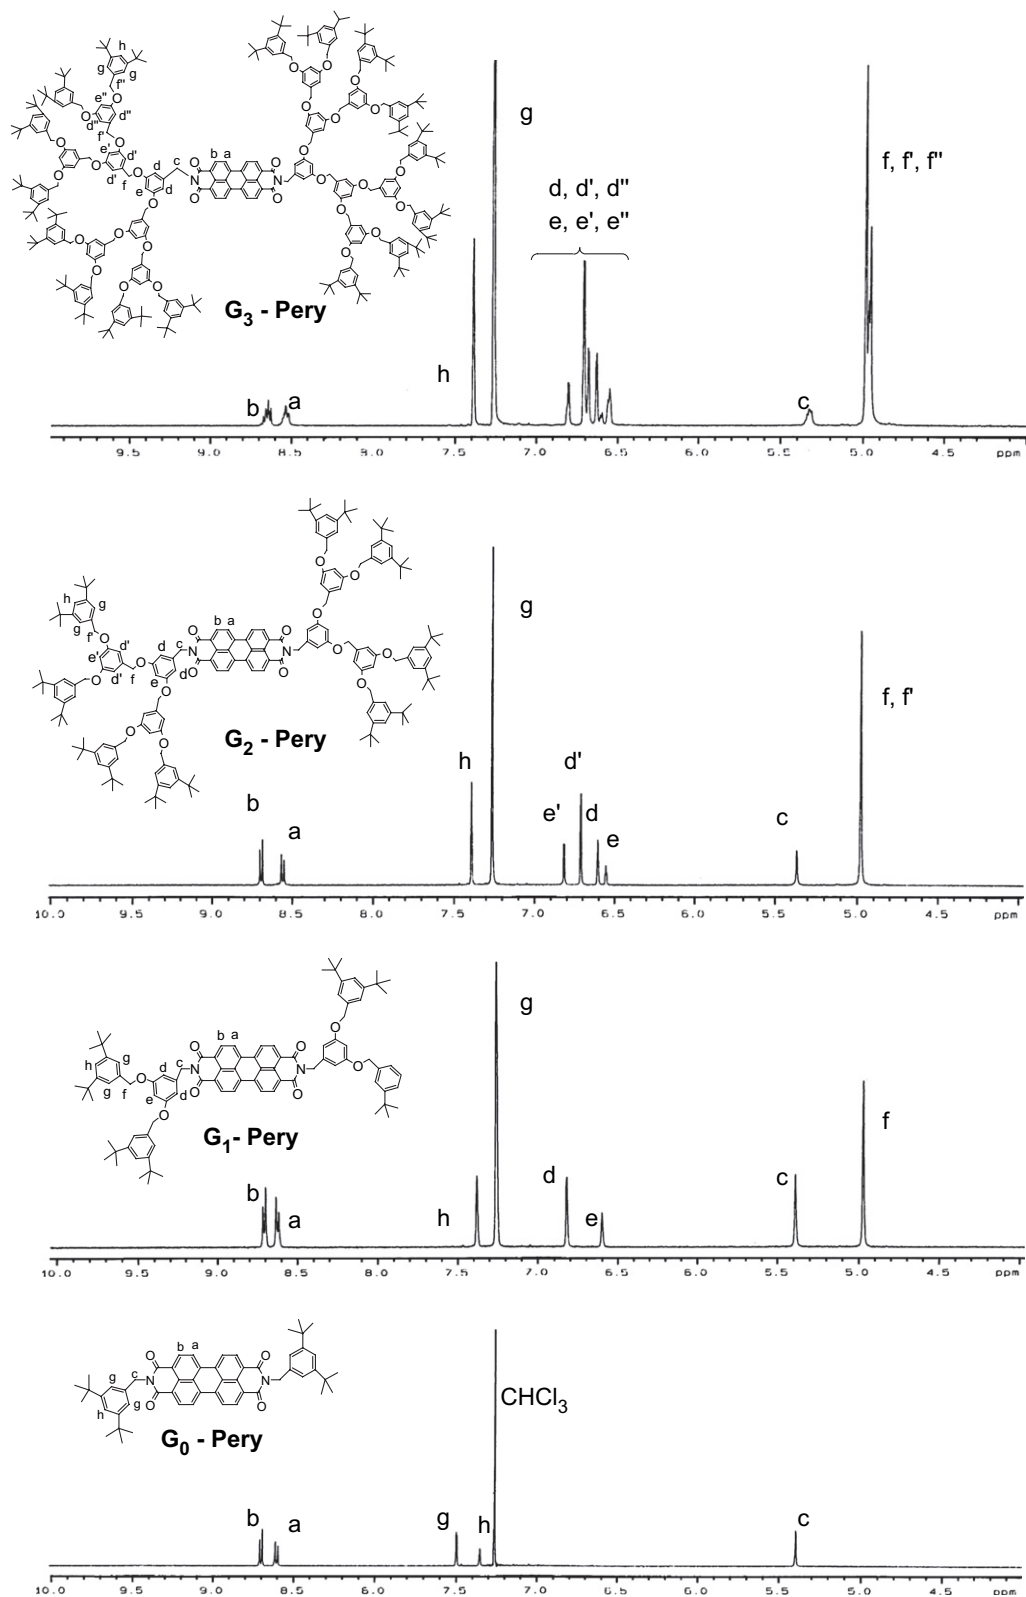 h
g
g
f''
e''
d''
d''
f'
e'
d'
d'
f
d
e
d
c
b a
N
O
O
O
O
N
G3 - Pery
g
f, f', f''
d, d', d''
e, e', e''
h
b
a
c
9.5 9.0 8.5 8.0 7.5 7.0 6.5 6.0 5.5 5.0 4.5 ppm
h
g
g
f'
e'
d'
d'
f
d
e
d
c
b a
N
O
O
O
O
N
G2 - Pery
g
f, f'
h
d'
e'
d
e
b
a
c
10.0 9.5 9.0 8.5 8.0 7.5 7.0 6.5 6.0 5.5 5.0 4.5 ppm
h
g
g
f
d
e
d
c
b a
N
O
O
O
O
N
G1- Pery
g
f
b
a
h
d
e
c
10.0 9.5 9.0 8.5 8.0 7.5 7.0 6.5 6.0 5.5 5.0 4.5 ppm
b a
c
g
h
g
N
O
O
O
O
N
G0 - Pery
CHCl3
b
a
g
h
c
10.0 9.5 9.0 8.5 8.0 7.5 7.0 6.5 6.0 5.5 5.0 4.5 ppm